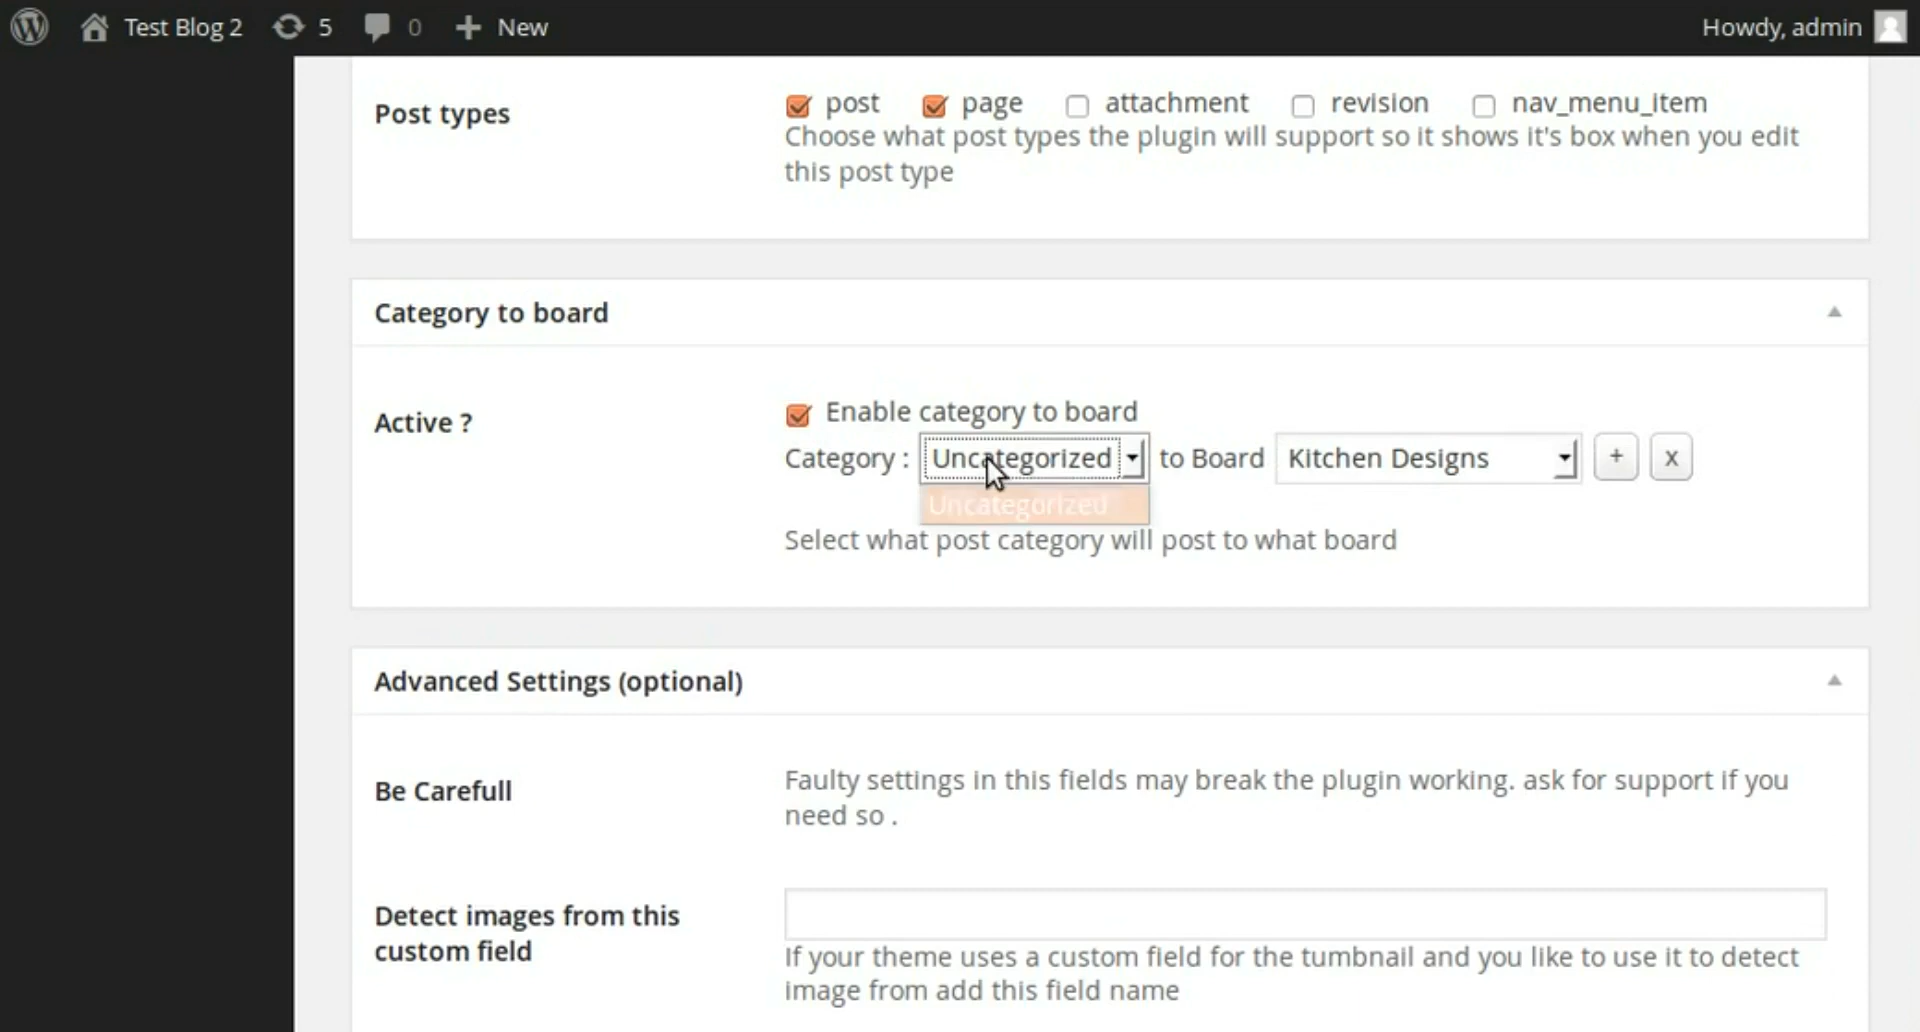 Test Blog 2 5 0 New Howdy, admin
Post types
post page attachment revision nav_menu_item
Choose what post types the plugin will support so it shows it's box when you edit
this post type
Category to board
Active ?
Enable category to board
Category : Uncategorized to Board Kitchen Designs + x
Uncategorized
Select what post category will post to what board
Advanced Settings (optional)
Be Carefull
Faulty settings in this fields may break the plugin working. ask for support if you
need so .
Detect images from this
custom field
If your theme uses a custom field for the tumbnail and you like to use it to detect
image from add this field name